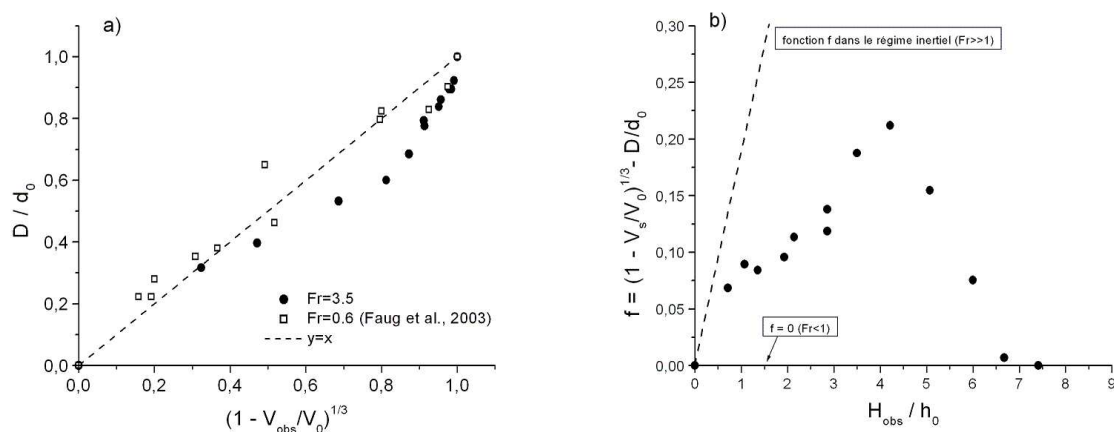 a)
D / d0
1,0
0,8
0,6
0,4
0,2
0,0
0,0 0,2 0,4 0,6 0,8 1,0
(1 - Vobs/V0)1/3
Fr=3.5
Fr=0.6 (Faug et al., 2003)
y=x
b)
f = (1 - Vs/V0)1/3 - D/d0
0,30
0,25
0,20
0,15
0,10
0,05
0,00
fonction f dans le régime inertiel (Fr>>1)
f = 0 (Fr<1)
0 1 2 3 4 5 6 7 8 9
Hobs / h0